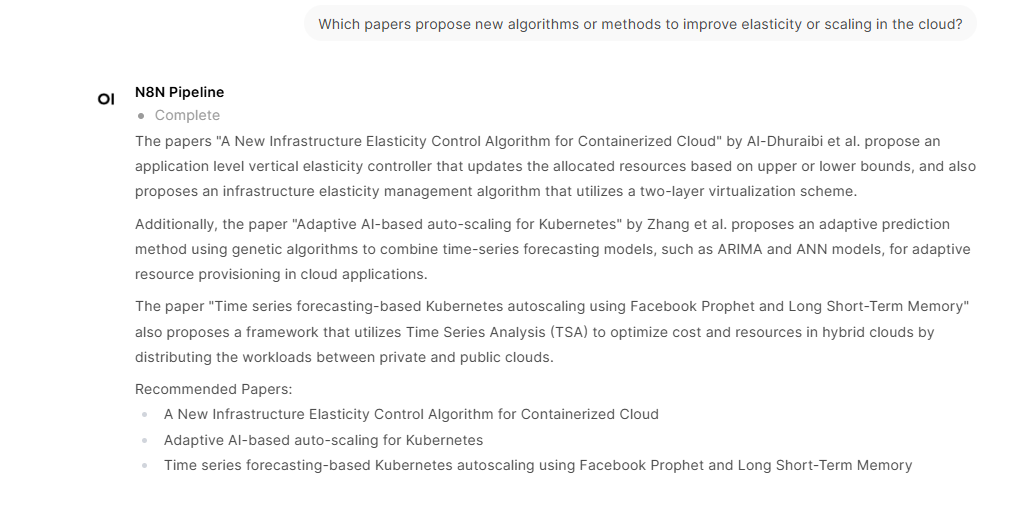 Which papers propose new algorithms or methods to improve elasticity or scaling in the cloud?
OI
N8N Pipeline
Complete
The papers "A New Infrastructure Elasticity Control Algorithm for Containerized Cloud" by Al-Dhuraibi et al. propose an
application level vertical elasticity controller that updates the allocated resources based on upper or lower bounds, and also
proposes an infrastructure elasticity management algorithm that utilizes a two-layer virtualization scheme.
Additionally, the paper "Adaptive AI-based auto-scaling for Kubernetes" by Zhang et al. proposes an adaptive prediction
method using genetic algorithms to combine time-series forecasting models, such as ARIMA and ANN models, for adaptive
resource provisioning in cloud applications.
The paper "Time series forecasting-based Kubernetes autoscaling using Facebook Prophet and Long Short-Term Memory"
also proposes a framework that utilizes Time Series Analysis (TSA) to optimize cost and resources in hybrid clouds by
distributing the workloads between private and public clouds.
Recommended Papers:
A New Infrastructure Elasticity Control Algorithm for Containerized Cloud
Adaptive AI-based auto-scaling for Kubernetes
Time series forecasting-based Kubernetes autoscaling using Facebook Prophet and Long Short-Term Memory